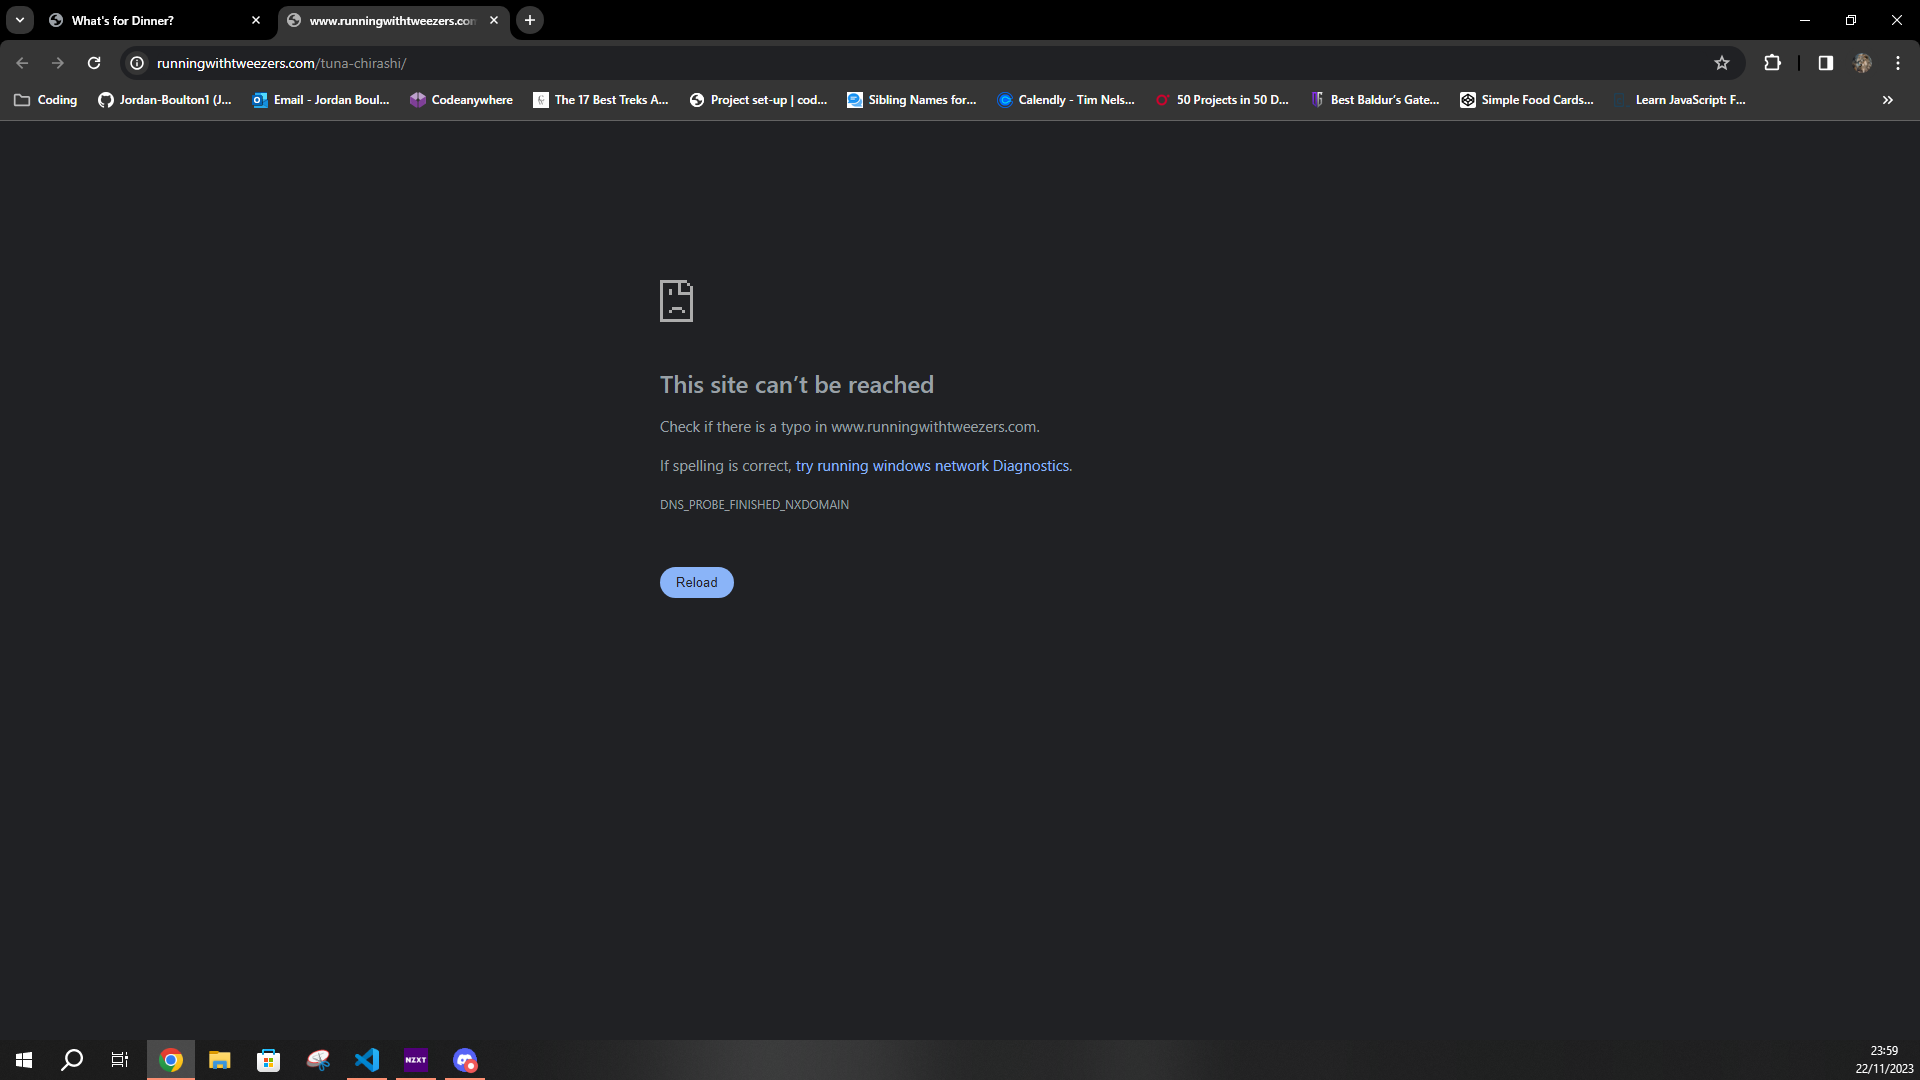 What's for Dinner?
www.runningwithtweezers.con
runningwithtweezers.com/tuna-chirashi/
Coding
Jordan-Boulton1 (J...
Email - Jordan Boul...
Codeanywhere
The 17 Best Treks A...
Project set-up | cod...
Sibling Names for...
Calendly - Tim Nels...
50 Projects in 50 D...
Best Baldur's Gate...
Simple Food Cards...
Learn JavaScript: F...
This site can’t be reached
Check if there is a typo in www.runningwithtweezers.com.
If spelling is correct, try running windows network Diagnostics.
DNS_PROBE_FINISHED_NXDOMAIN
Reload
NZXT
23:59
22/11/2023